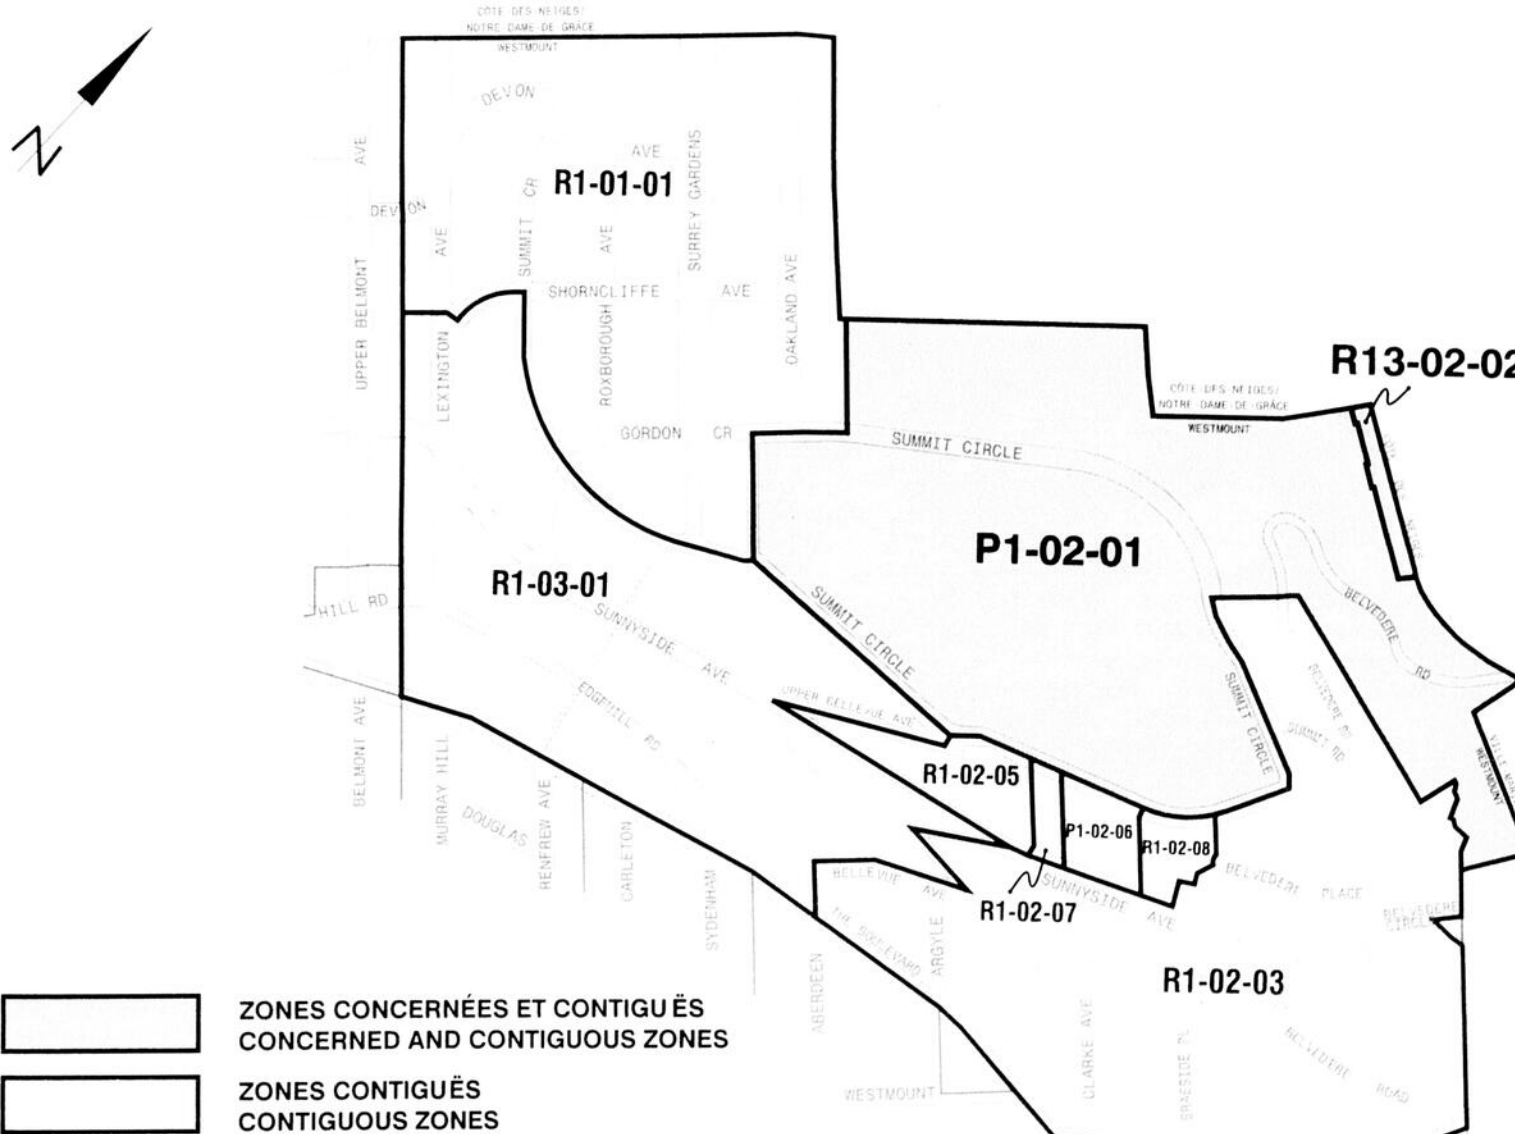 CÔTE-DES-NEIGES/
NOTRE-DAME-DE-GRÂCE
WESTMOUNT
N
DEVON
AVE
R1-01-01
AVE
SURREY GARDENS
SUMMIT CR
DEVON
AVE
AVE
UPPER BELMONT
SHORNCLIFFE AVE
OAKLAND AVE
LEXINGTON
ROXBOROUGH
GORDON CR
R13-02-02
CÔTE-DES-NEIGES/
NOTRE-DAME-DE-GRÂCE
WESTMOUNT
SUMMIT CIRCLE
P1-02-01
R1-03-01
HILL RD
SUNNYSIDE AVE
SUMMIT CIRCLE
BELVEDERE RD
EDGEHILL RD
UPPER BELLEVUE AVE
SUMMIT CIRCLE
SUMMIT RD
WESTMOUNT
BELMONT AVE
MURRAY HILL
DOUGLAS
RENFREW AVE
CARLETON
SYDENHAM
R1-02-05
P1-02-06
R1-02-08
R1-02-07
BELLEVUE AVE
SUNNYSIDE AVE
BELVEDERE PLACE
BELVEDERE
CIRCLE
THE BOULEVARD
ARGYLE
ABERDEEN
R1-02-03
CLARKE AVE
BRAESIDE PL
BELVEDERE ROAD
WESTMOUNT
ZONES CONCERNÉES ET CONTIGUËS
CONCERNED AND CONTIGUOUS ZONES
ZONES CONTIGUËS
CONTIGUOUS ZONES